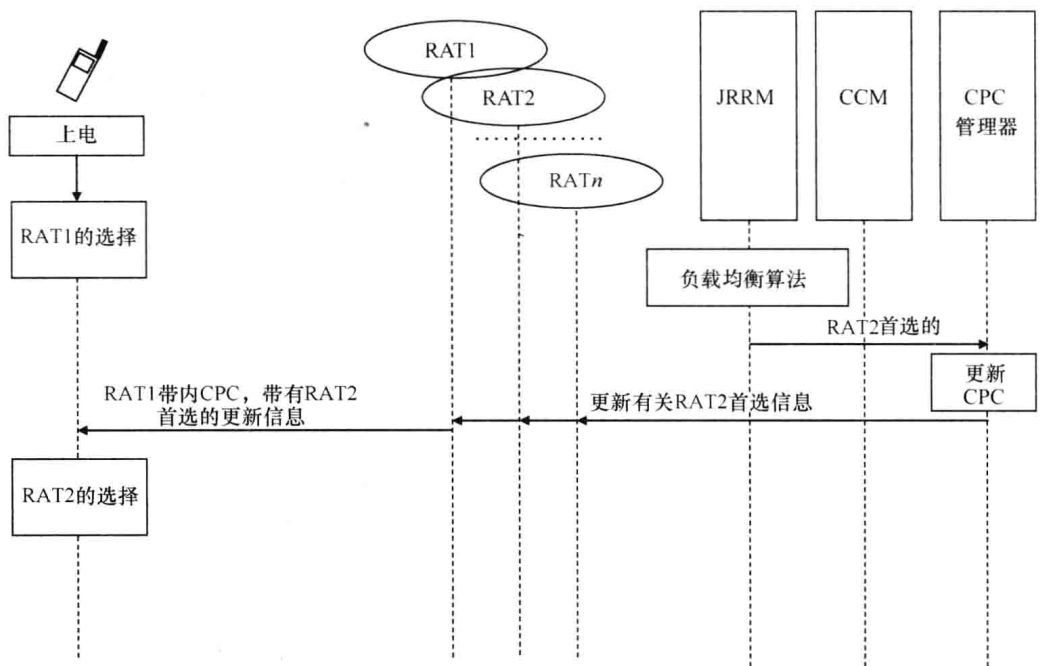 RAT1
RAT2
RATn
JRRM
CCM
CPC
管理器
上电
RAT1的选择
负载均衡算法
RAT2首选的
更新
CPC
RAT1带内CPC，带有RAT2
首选的更新信息
更新有关RAT2首选信息
RAT2的选择